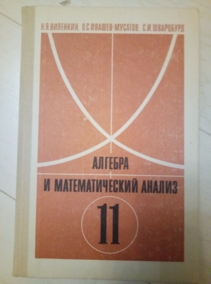 Н.Я.ВИЛЕНКИН О.С.ИВАШЕВ-МУСАТОВ С.И.ШВАРЦБУРД
АЛГЕБРА
И МАТЕМАТИЧЕСКИЙ АНАЛИЗ
11